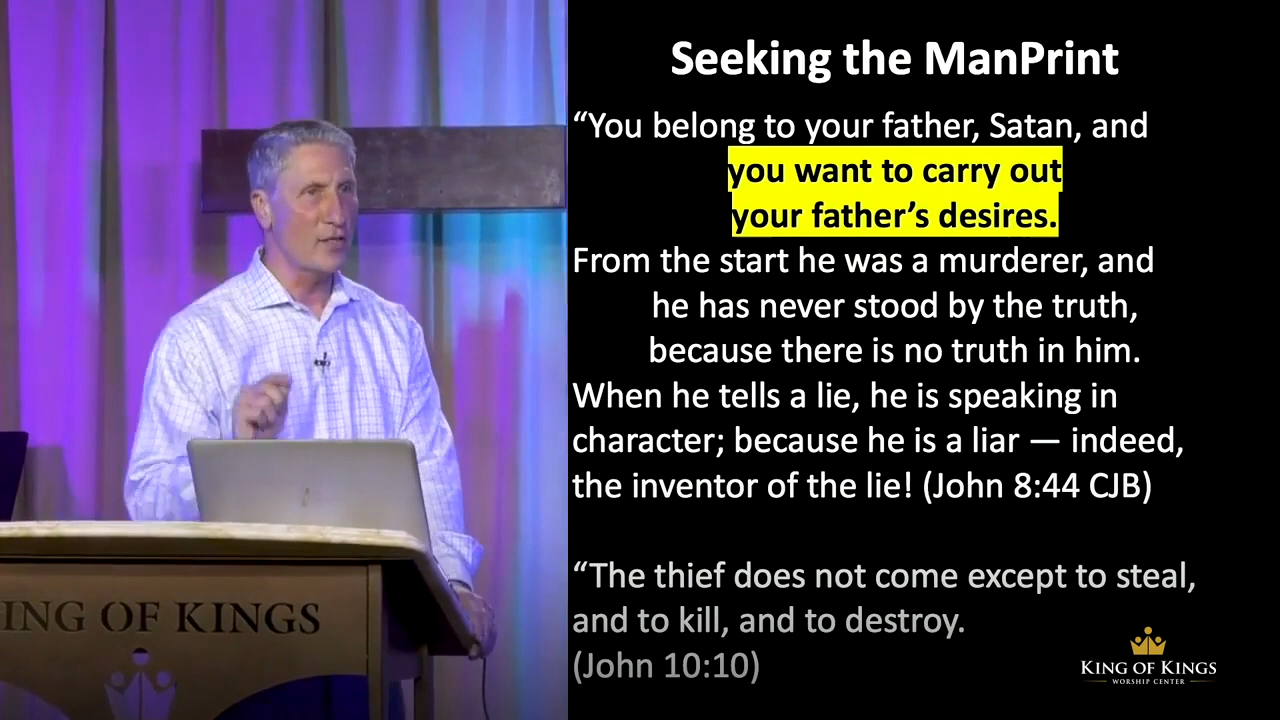 Seeking the ManPrint
“You belong to your father, Satan, and
you want to carry out
your father’s desires.
From the start he was a murderer, and
he has never stood by the truth,
because there is no truth in him.
When he tells a lie, he is speaking in
character; because he is a liar — indeed,
the inventor of the lie! (John 8:44 CJB)
“The thief does not come except to steal,
and to kill, and to destroy.
(John 10:10)
KING OF KINGS
WORSHIP CENTER
ING OF KINGS